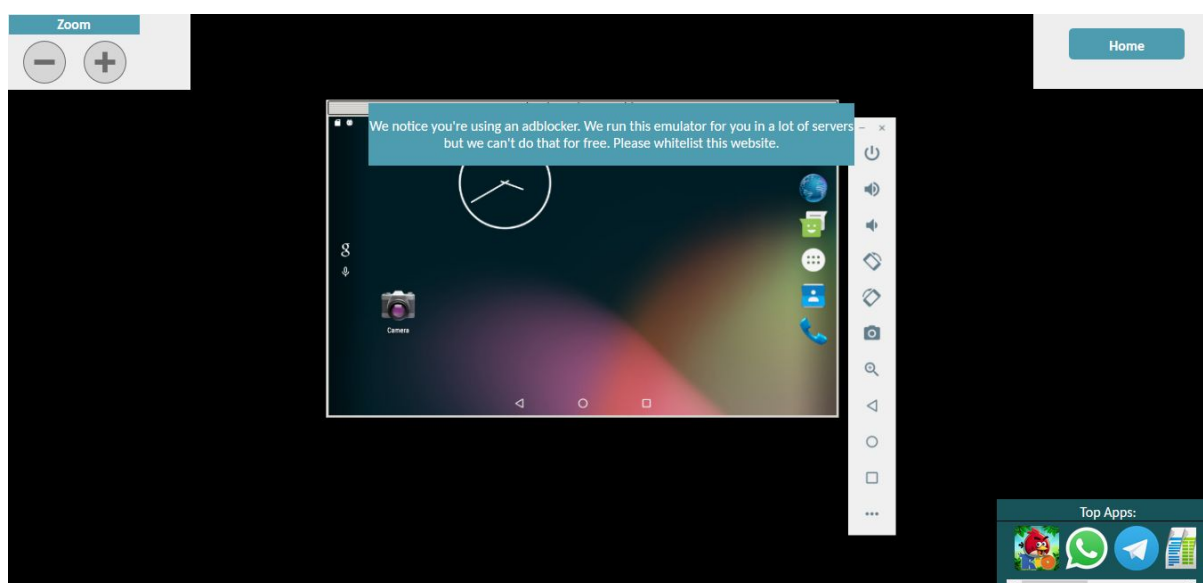 Zoom
Home
We notice you're using an adblocker. We run this emulator for you in a lot of servers
but we can't do that for free. Please whitelist this website.
g
Camera
Top Apps:
RIO